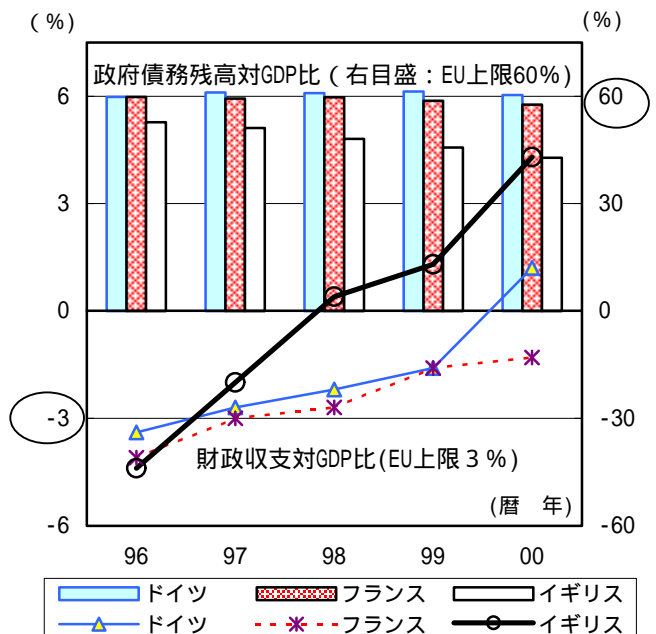 (%) (%)
政府債務残高対GDP比(右目盛:EU上限60%)
6 60
3 30
0 0
-3 -30
財政収支対GDP比(EU上限3%)
(暦 年)
-6 -60
96 97 98 99 00
ドイツ フランス イギリス
ドイツ フランス イギリス